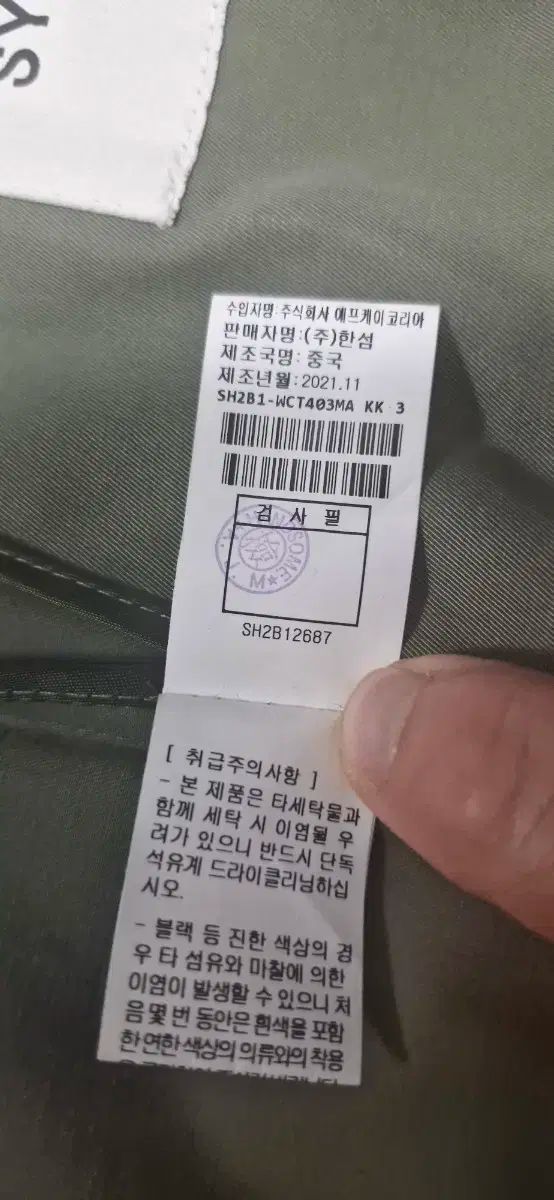 SY
수입자명:주식회사 에프케이코리아
판매자명:(주)한섬
제조국명: 중국
제조년월:2021.11
SH2B1-WCT403MA KK 3
검 사 필
SH2B12687
[ 취급주의사항 ]
- 본 제품은 타세탁물과
함께 세탁 시 이염될 우
려가 있으니 반드시 단독
석유계 드라이클리닝하십
시오.
- 블랙 등 진한 색상의 경
우 타 섬유와 마찰에 의한
이염이 발생할 수 있으니 처
음 몇 번 동안은 흰색을 포함
한 연한 색상의 의류와의 착용